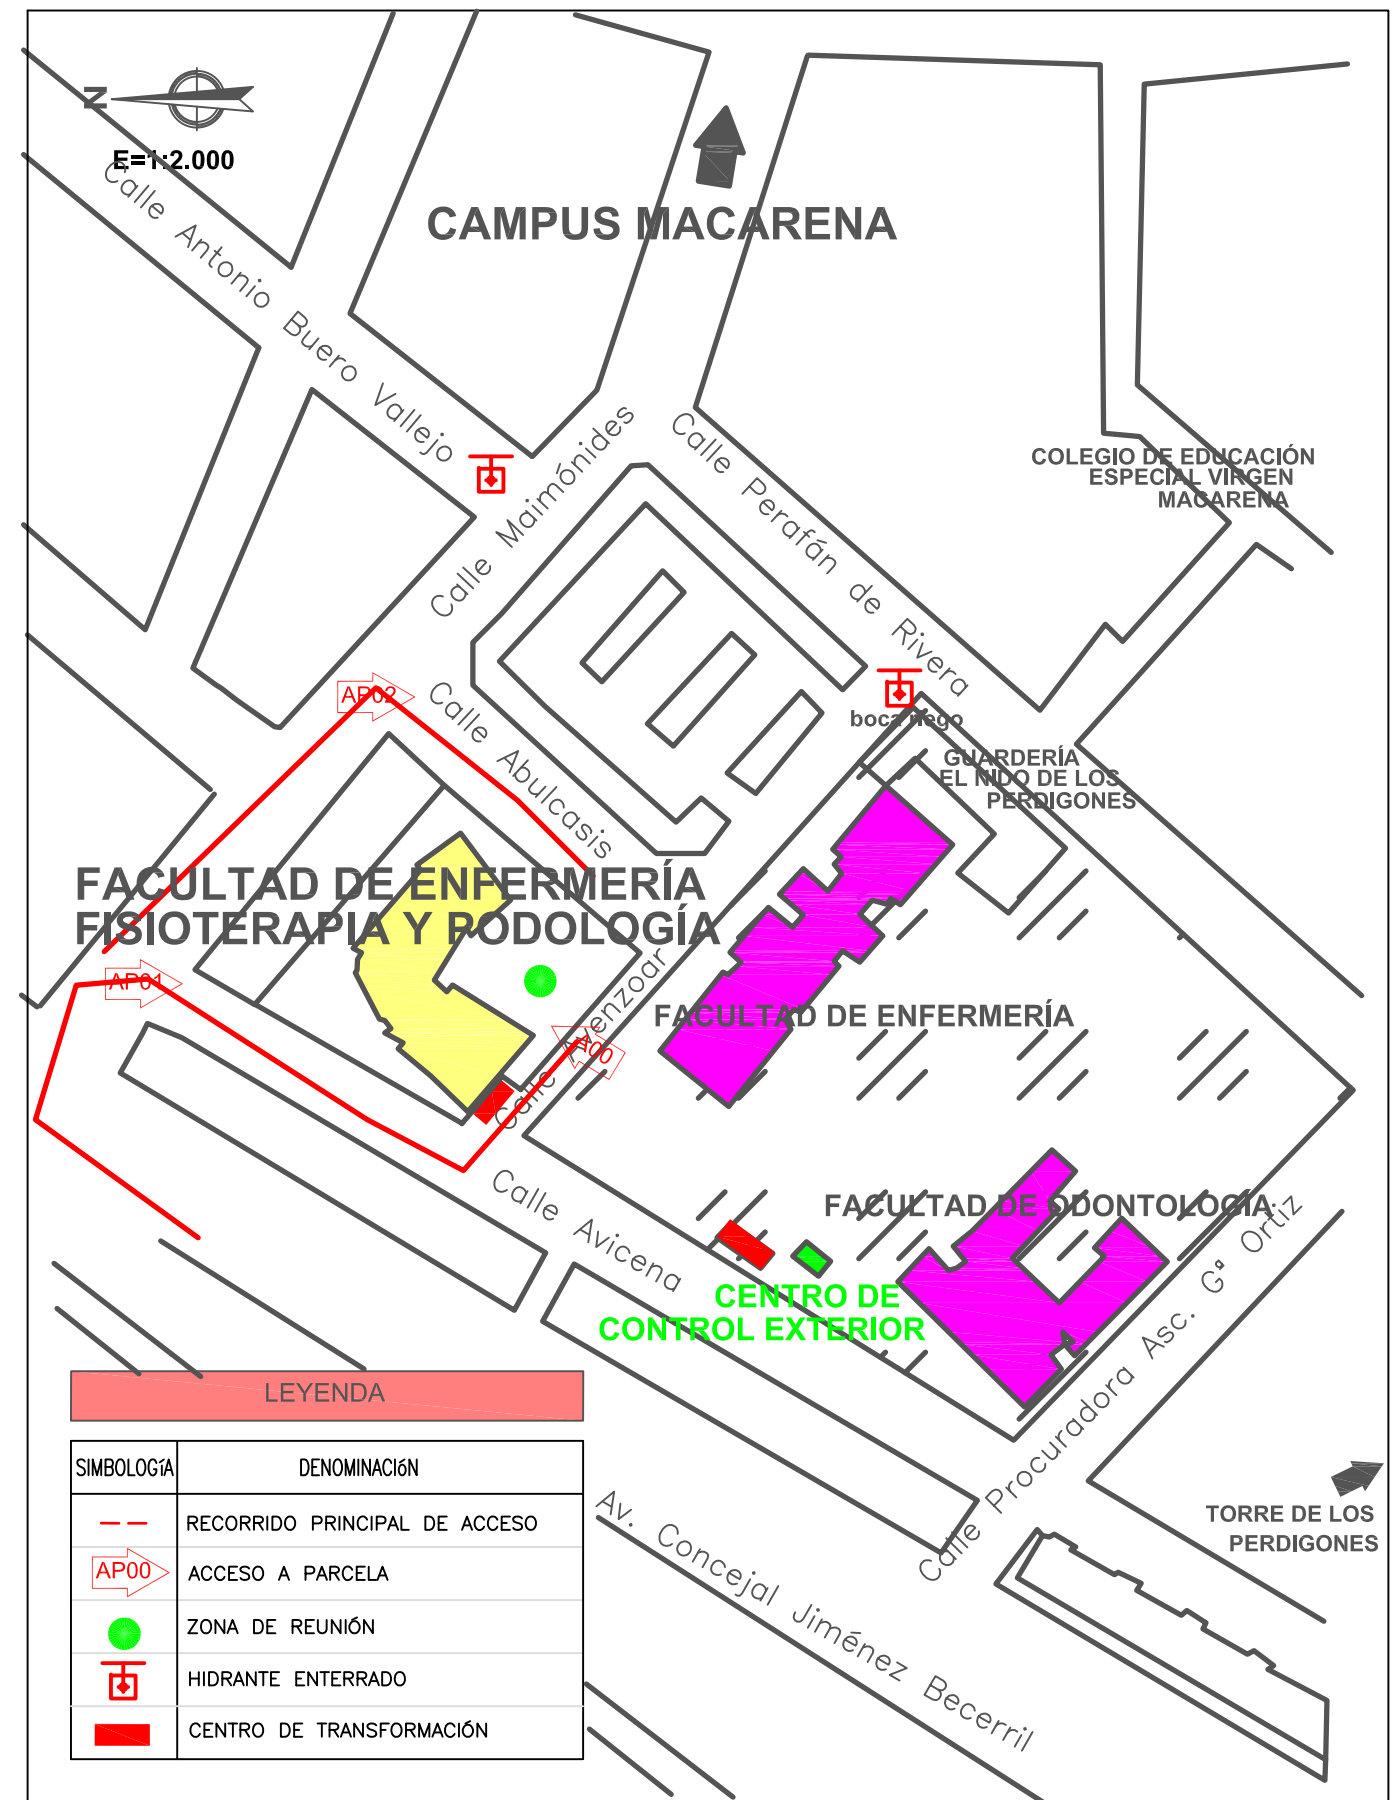 N
E=1:2.000
Calle Antonio Buero Vallejo
CAMPUS MACARENA
Calle Maimónides
Calle Perafán de Rivera
COLEGIO DE EDUCACIÓN
ESPECIAL VIRGEN
MACARENA
AP02
Calle Abulcasis
boca riego
GUARDERÍA
EL NIDO DE LOS
PERDIGONES
FACULTAD DE ENFERMERÍA
FISIOTERAPIA Y PODOLOGÍA
AP01
Calle Avenzoar
A00
FACULTAD DE ENFERMERÍA
Calle Avicena
FACULTAD DE ODONTOLOGÍA
CENTRO DE
CONTROL EXTERIOR
Calle Procuradora Asc. Gª Ortiz
LEYENDA
SIMBOLOGíA DENOMINACIóN
RECORRIDO PRINCIPAL DE ACCESO
AP00 ACCESO A PARCELA
ZONA DE REUNIÓN
HIDRANTE ENTERRADO
CENTRO DE TRANSFORMACIÓN
Av. Concejal Jiménez Becerril
TORRE DE LOS
PERDIGONES